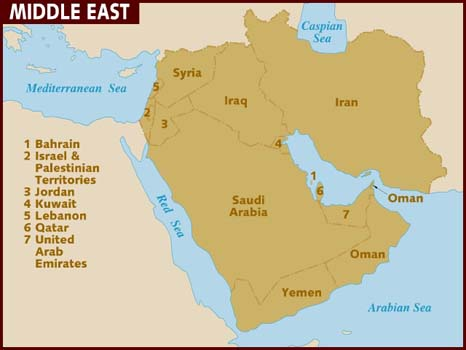 MIDDLE EAST
Caspian
Sea
Mediterranean Sea
Syria
Iraq
Iran
5
2
3
4
1 Bahrain
2 Israel &
Palestinian
Territories
3 Jordan
4 Kuwait
5 Lebanon
6 Qatar
7 United
Arab
Emirates
Red Sea
Saudi
Arabia
1
6
7
Oman
Oman
Yemen
Arabian Sea